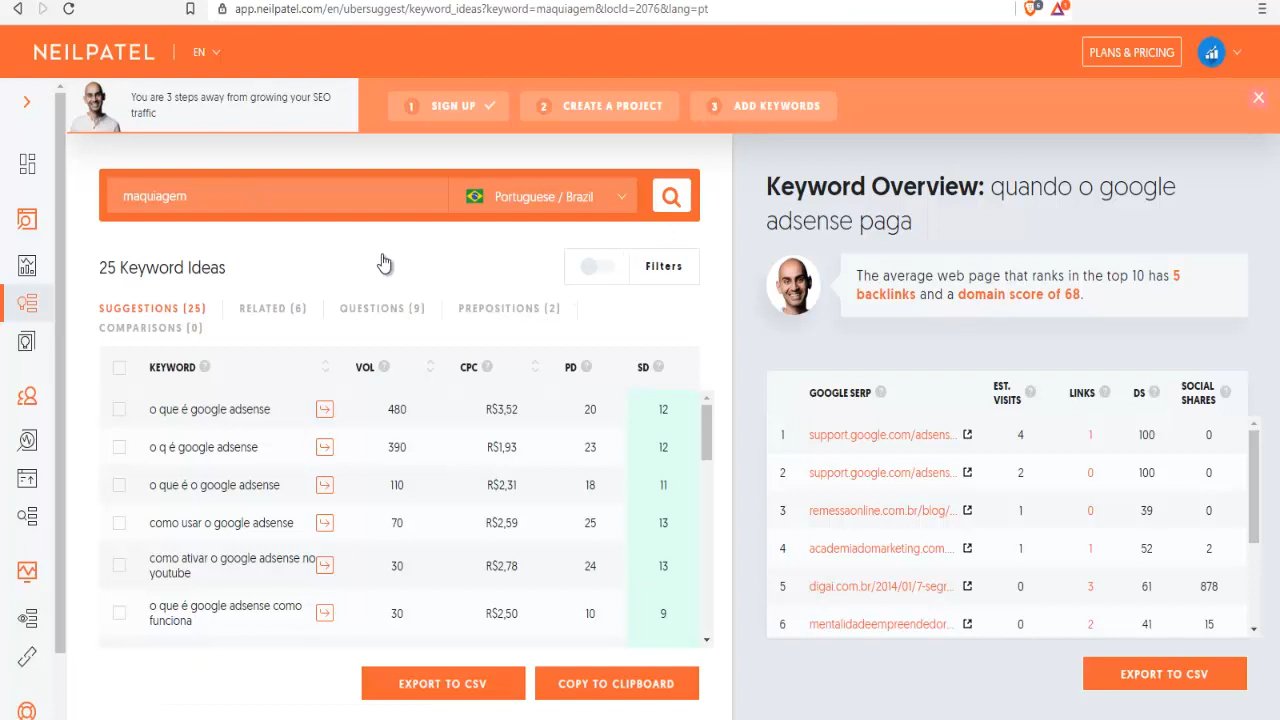 app.neilpatel.com/en/ubersuggest/keyword_ideas?keyword=maquiagem&locId=2076&lang=pt
6
1
NEILPATEL
EN
PLANS & PRICING
You are 3 steps away from growing your SEO
traffic
1 SIGN UP
2 CREATE A PROJECT
3 ADD KEYWORDS
maquiagem
Portuguese / Brazil
25 Keyword Ideas
Filters
SUGGESTIONS (25)
RELATED (6)
QUESTIONS (9)
PREPOSITIONS (2)
COMPARISONS (0)
KEYWORD ? VOL ? CPC ? PD ? SD ?
o que é google adsense 480 R$3,52 20 12
o q é google adsense 390 R$1,93 23 12
o que é o google adsense 110 R$2,31 18 11
como usar o google adsense 70 R$2,59 25 13
como ativar o google adsense no
youtube 30 R$2,78 24 13
o que é google adsense como
funciona 30 R$2,50 10 9
EXPORT TO CSV
COPY TO CLIPBOARD
Keyword Overview: quando o google
adsense paga
The average web page that ranks in the top 10 has 5
backlinks and a domain score of 68.
GOOGLE SERP ? EST.
VISITS ? LINKS ? DS ? SOCIAL
SHARES ?
1 support.google.com/adsens... 4 1 100 0
2 support.google.com/adsens... 2 0 100 0
3 remessaonline.com.br/blog/... 1 0 39 0
4 academiadomarketing.com.... 1 1 52 2
5 digai.com.br/2014/01/7-segr... 0 3 61 878
6 mentalidadeempreendedor... 0 2 41 15
EXPORT TO CSV